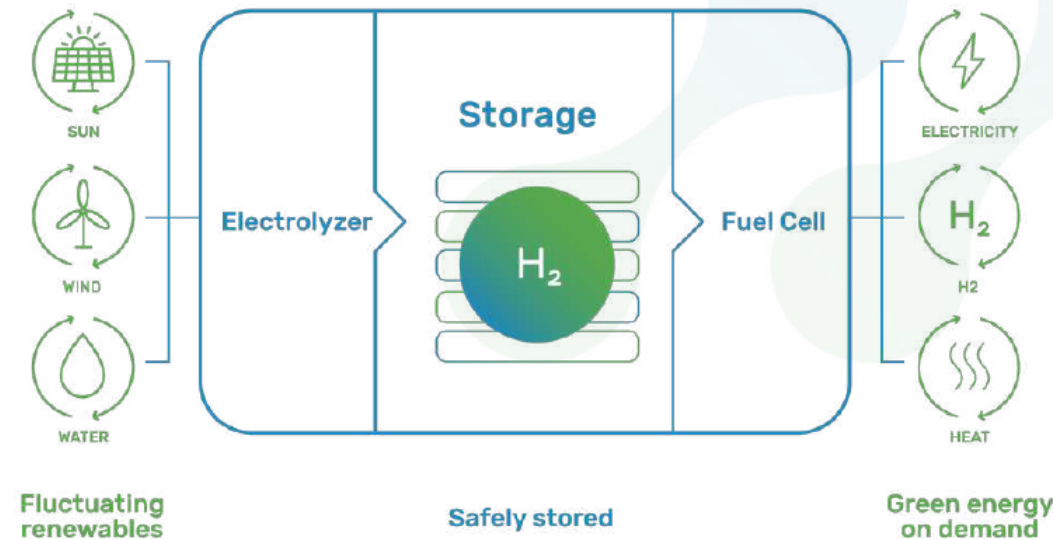 SUN
WIND
WATER
Fluctuating
renewables
Electrolyzer
Storage
H₂
Safely stored
Fuel Cell
ELECTRICITY
H₂
H2
HEAT
Green energy
on demand